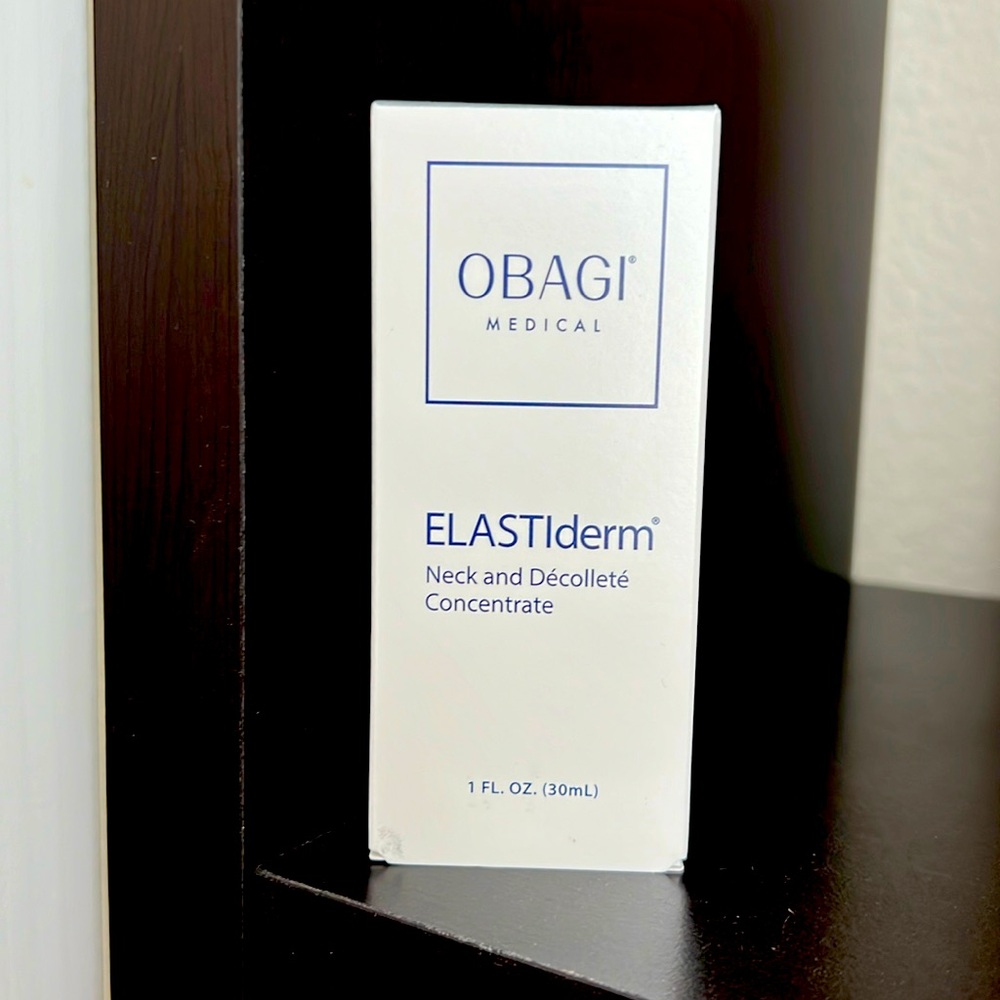 OBAGI®
MEDICAL
ELASTIderm®
Neck and Décolleté
Concentrate
1 FL. OZ. (30mL)